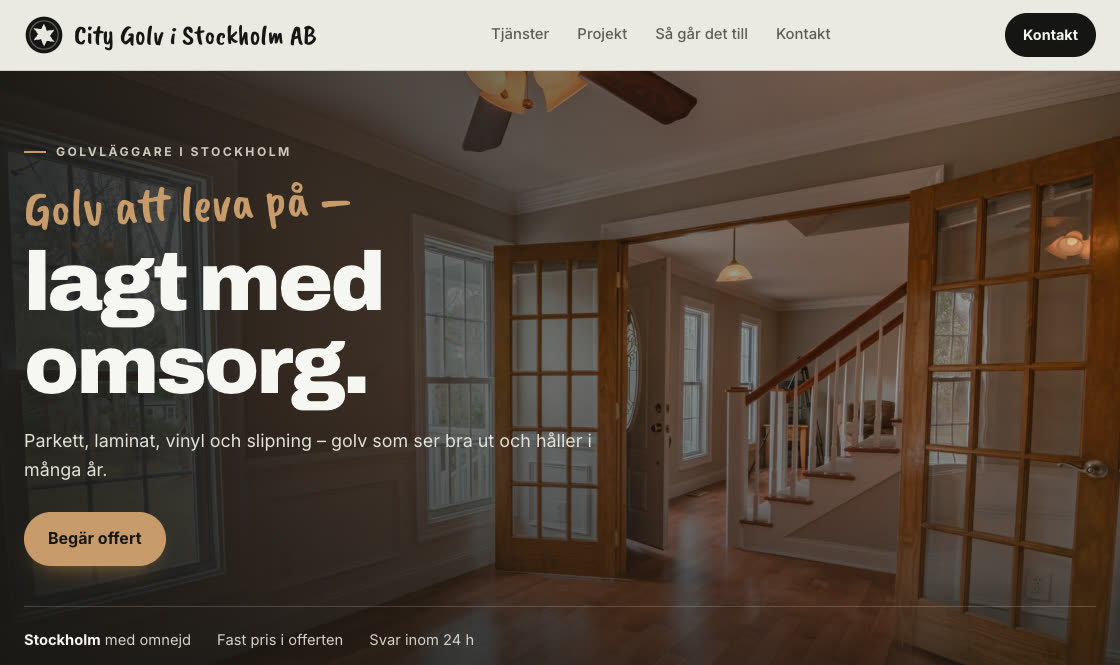 City Golv i Stockholm AB
Tjänster
Projekt
Så går det till
Kontakt
Kontakt
GOLVLÄGGARE I STOCKHOLM
Golv att leva på –
lagt med
omsorg.
Parkett, laminat, vinyl och slipning – golv som ser bra ut och håller i
många år.
Begär offert
Stockholm med omnejd
Fast pris i offerten
Svar inom 24 h